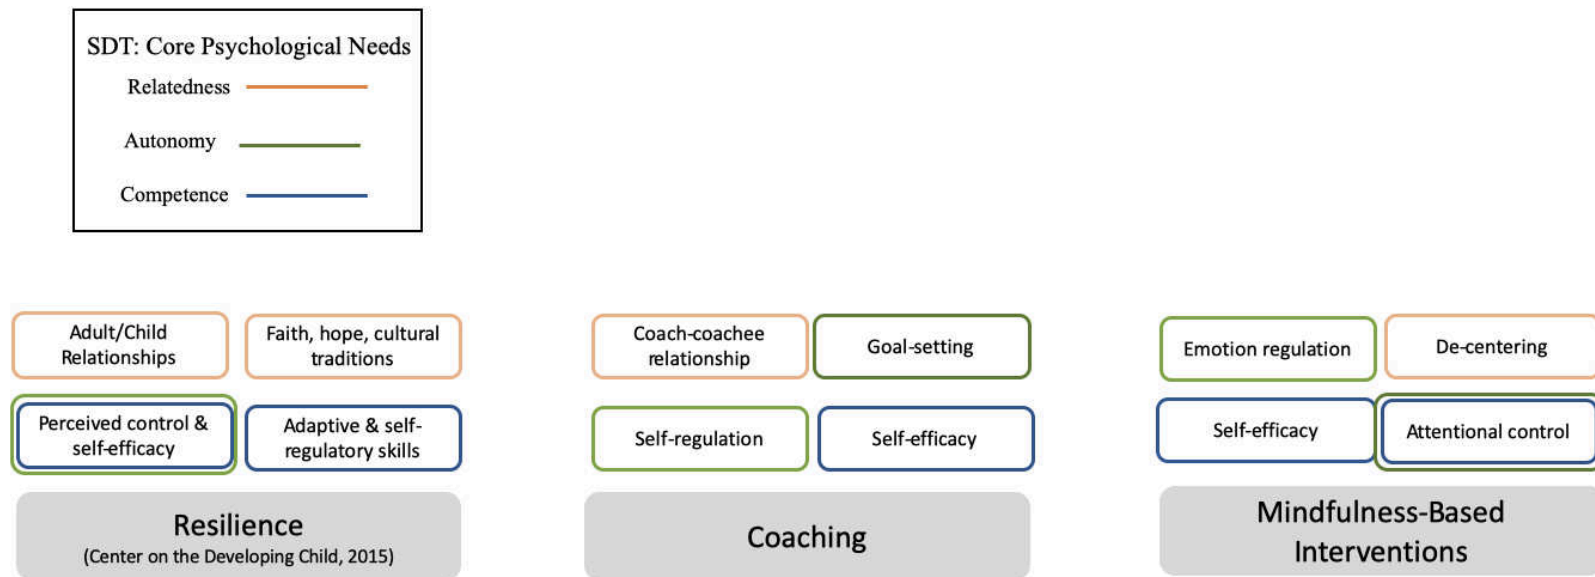 SDT: Core Psychological Needs
Relatedness
Autonomy
Competence
Adult/Child
Relationships
Faith, hope, cultural
traditions
Perceived control &
self-efficacy
Adaptive & self-
regulatory skills
Resilience
(Center on the Developing Child, 2015)
Coach-coachee
relationship
Goal-setting
Self-regulation
Self-efficacy
Coaching
Emotion regulation
De-centering
Self-efficacy
Attentional control
Mindfulness-Based
Interventions